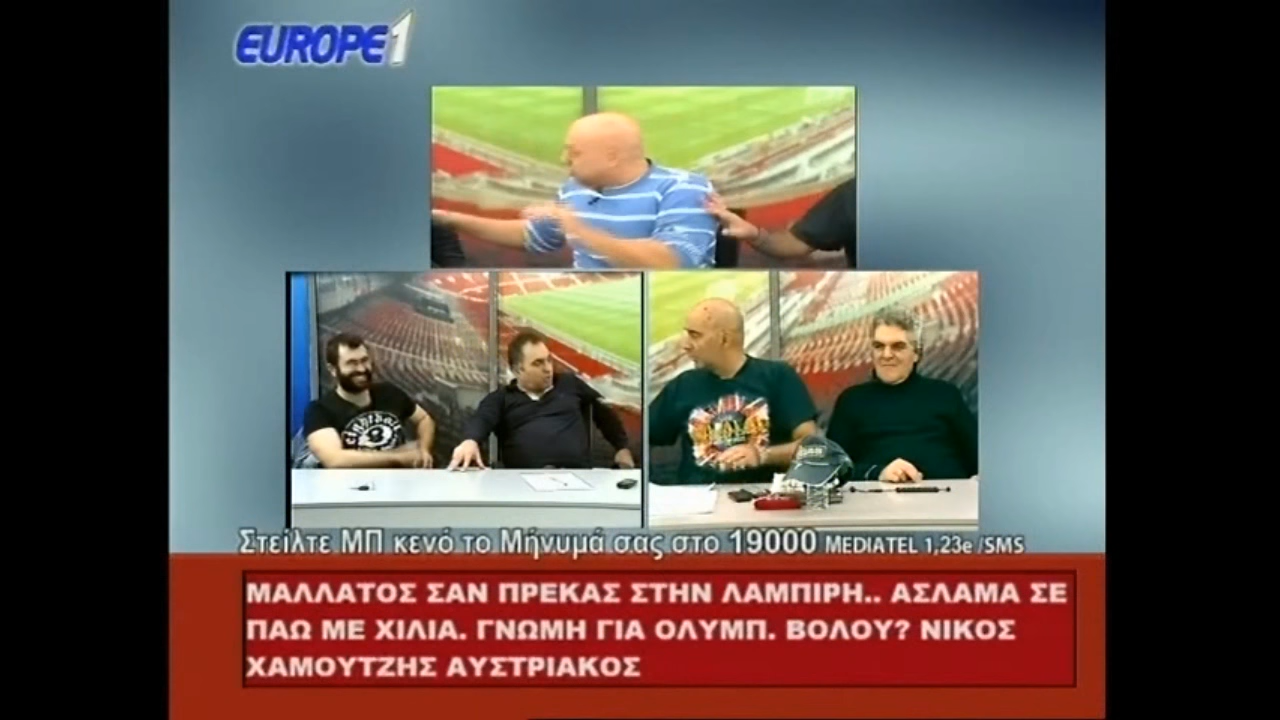 EUROPE1
Στείλτε ΜΠ κενό το Μήνυμά σας στο 19000 MEDIATEL 1,23e /SMS
ΜΑΛΛΑΤΟΣ ΣΑΝ ΠΡΕΚΑΣ ΣΤΗΝ ΛΑΜΠΙΡΗ.. ΑΣΛΑΜΑ ΣΕ
ΠΑΩ ΜΕ ΧΙΛΙΑ. ΓΝΩΜΗ ΓΙΑ ΟΛΥΜΠ. ΒΟΛΟΥ? ΝΙΚΟΣ
ΧΑΜΟΥΤΖΗΣ ΑΥΣΤΡΙΑΚΟΣ